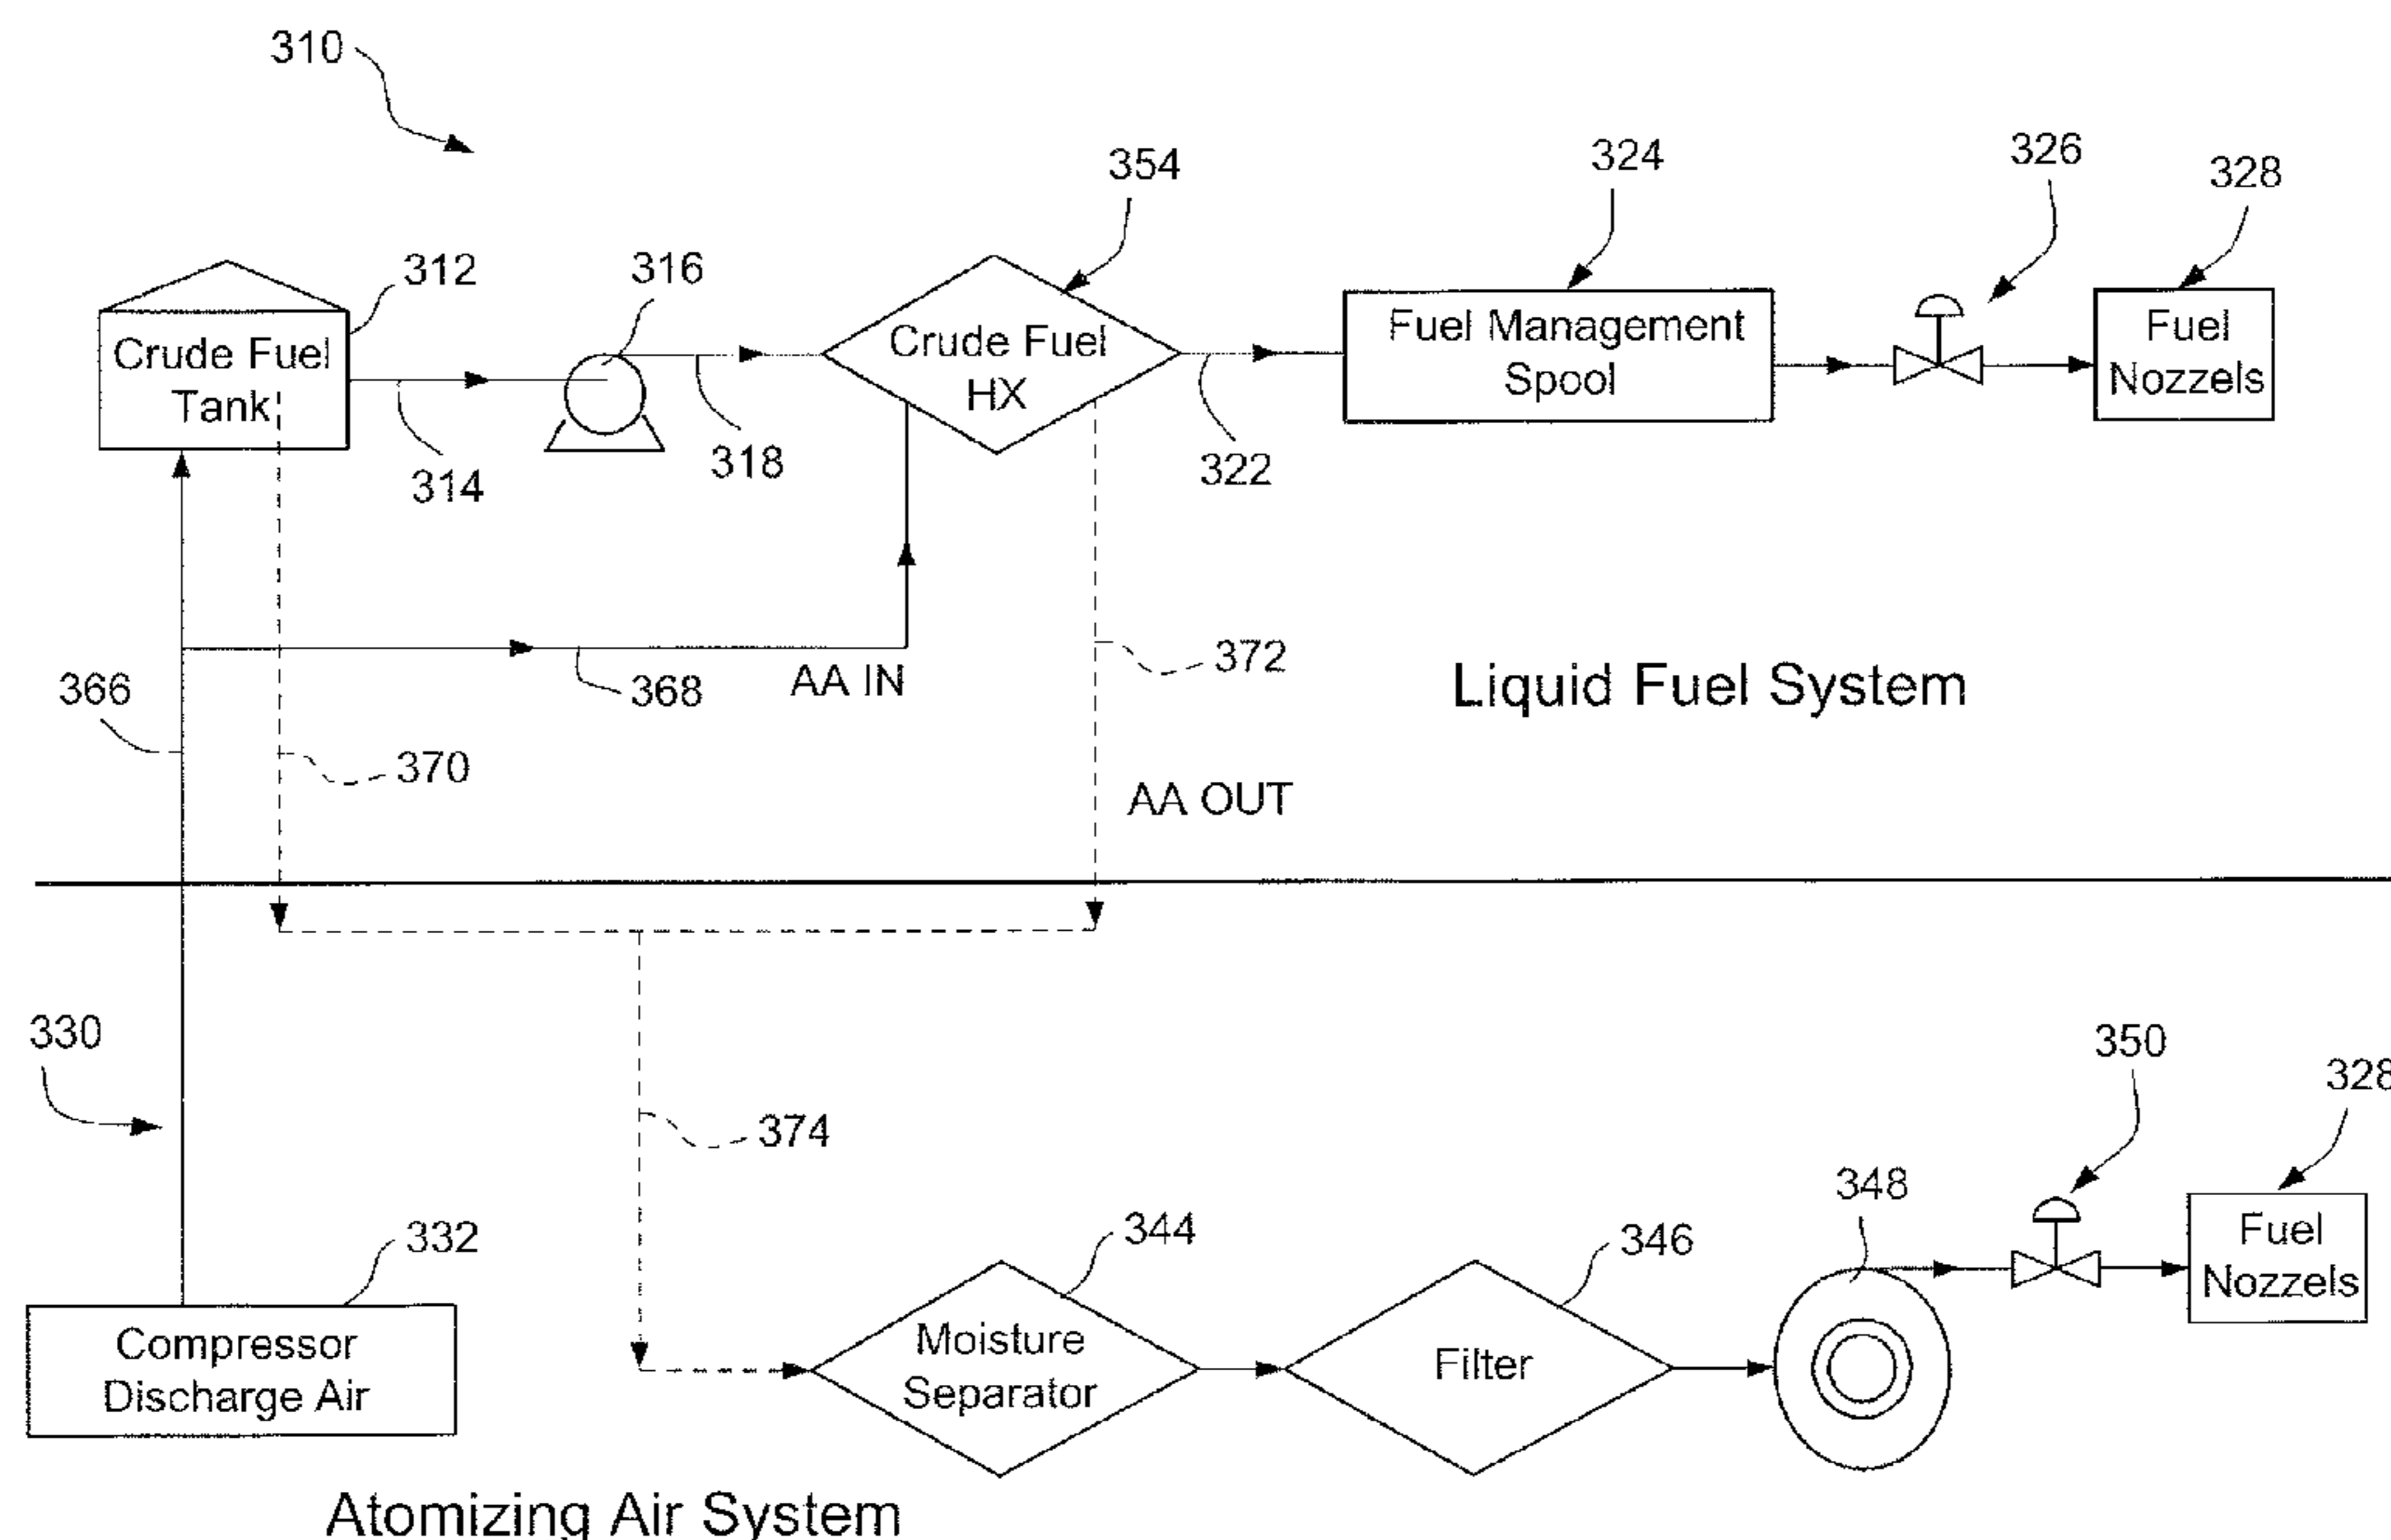 310
354
324
326
328
312
316
Crude Fuel
Tank
Crude Fuel
HX
Fuel Management
Spool
Fuel
Nozzels
314
318
322
366
368
AA IN
372
Liquid Fuel System
370
AA OUT
330
374
350
328
348
332
344
346
Compressor
Discharge Air
Moisture
Separator
Filter
Fuel
Nozzels
Atomizing Air System